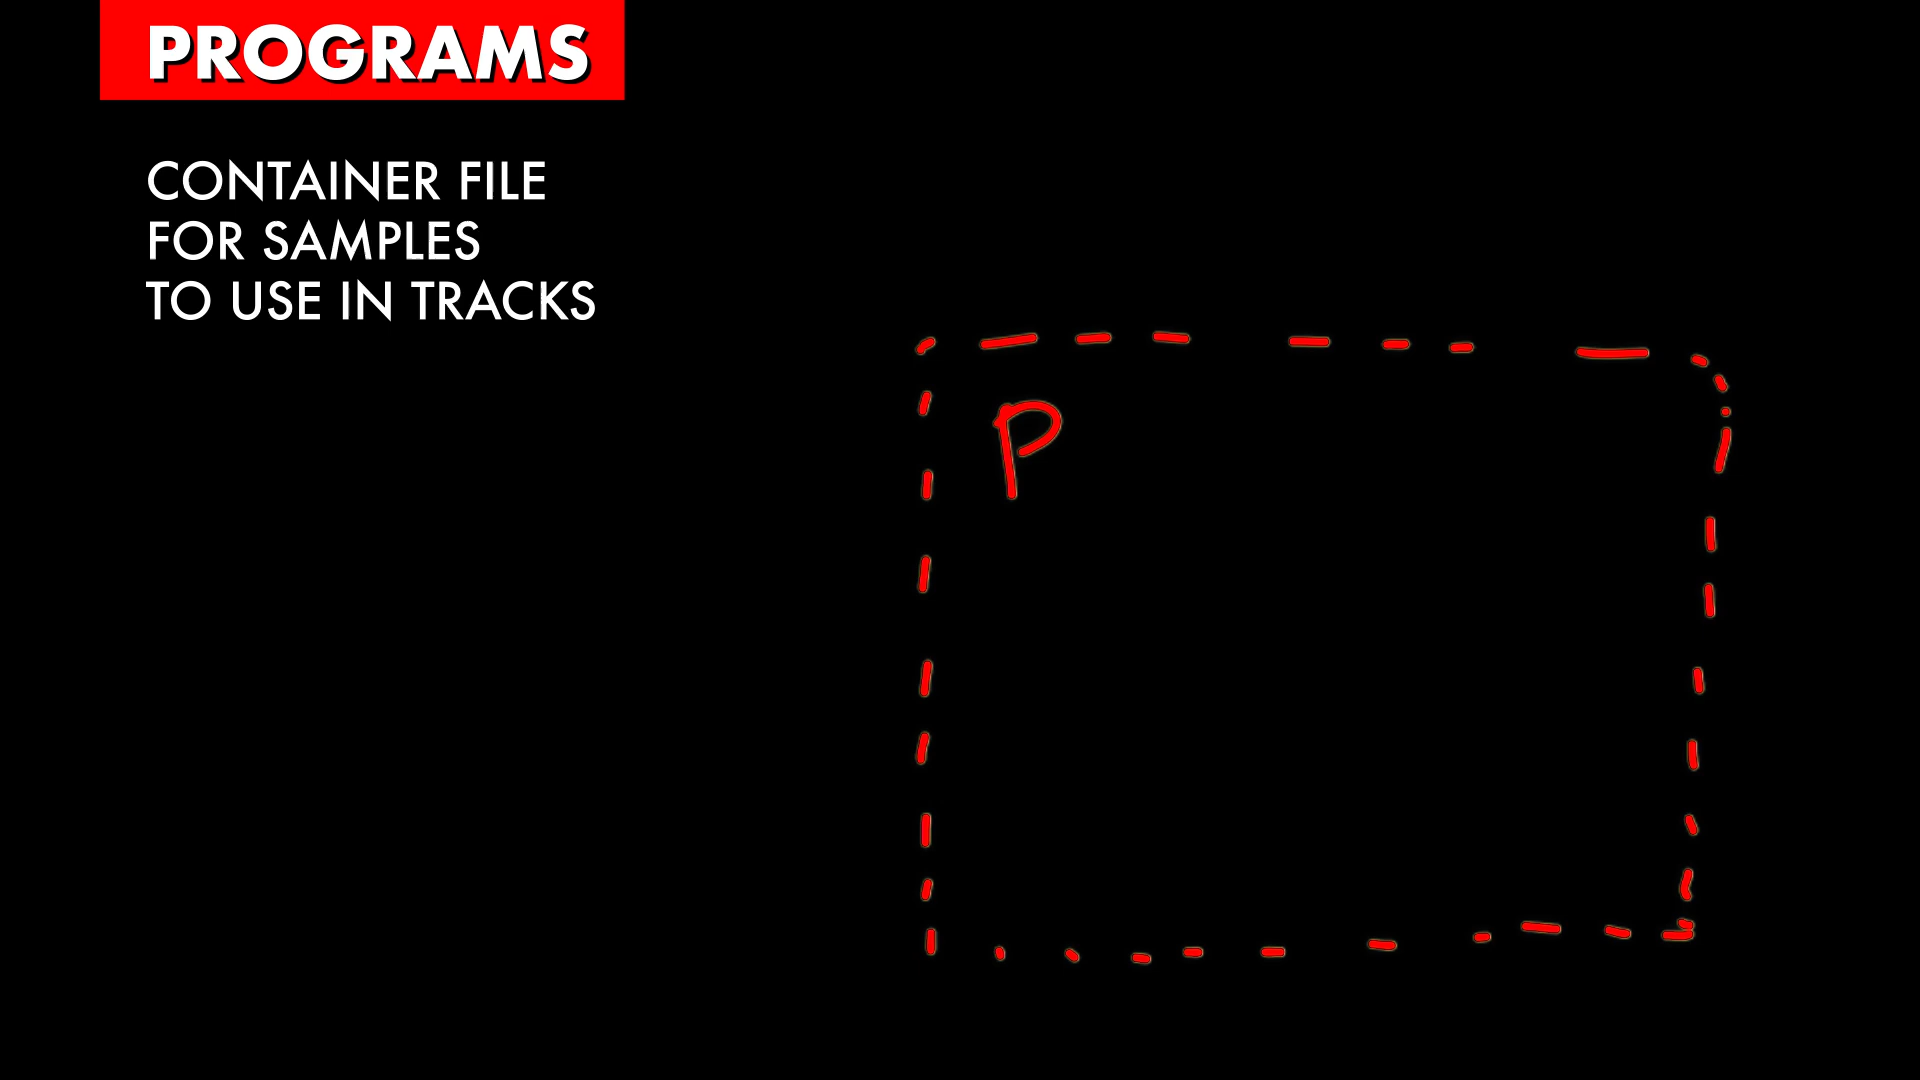 PROGRAMS
CONTAINER FILE
FOR SAMPLES
TO USE IN TRACKS
P